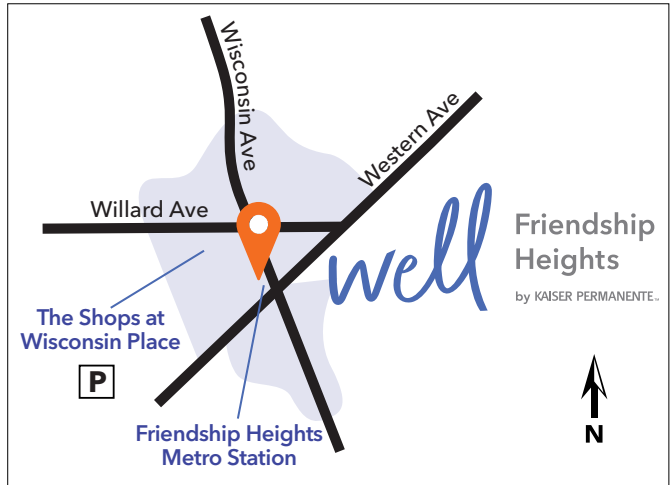 Wisconsin Ave
Western Ave
Willard Ave
well
Friendship
Heights
by KAISER PERMANENTE™
The Shops at
Wisconsin Place
P
Friendship Heights
Metro Station
N